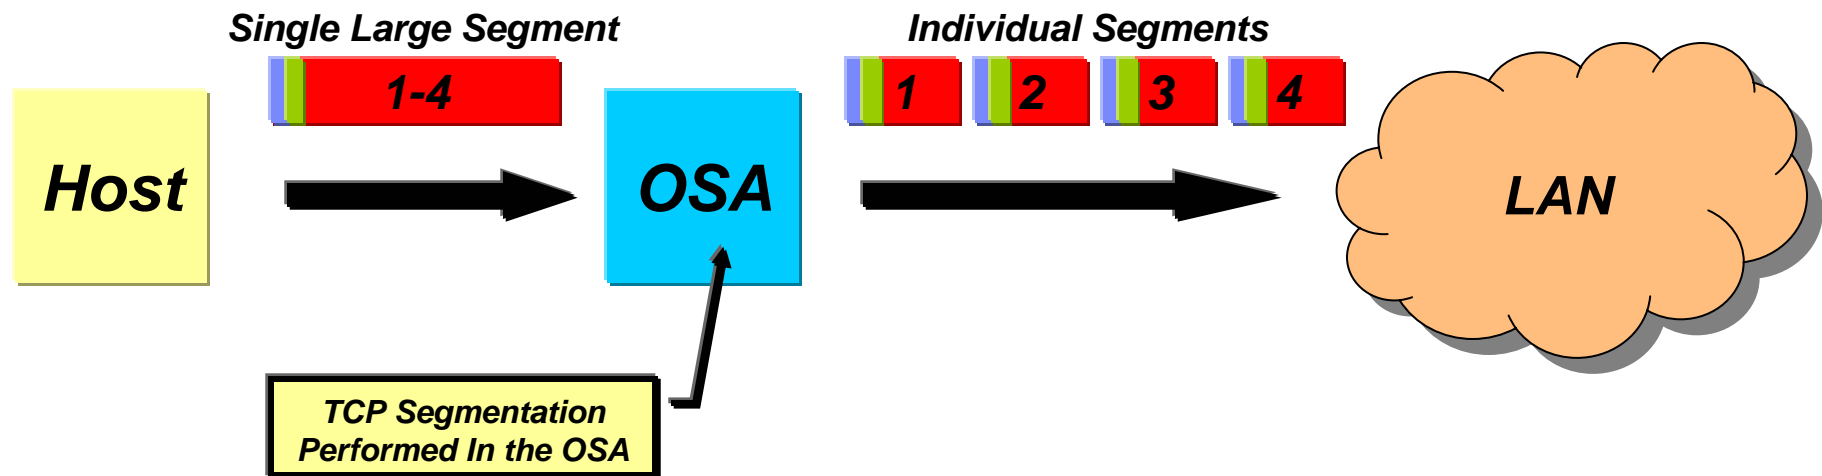 Single Large Segment
Individual Segments
1-4
1
2
3
4
Host
OSA
LAN
TCP Segmentation
Performed In the OSA